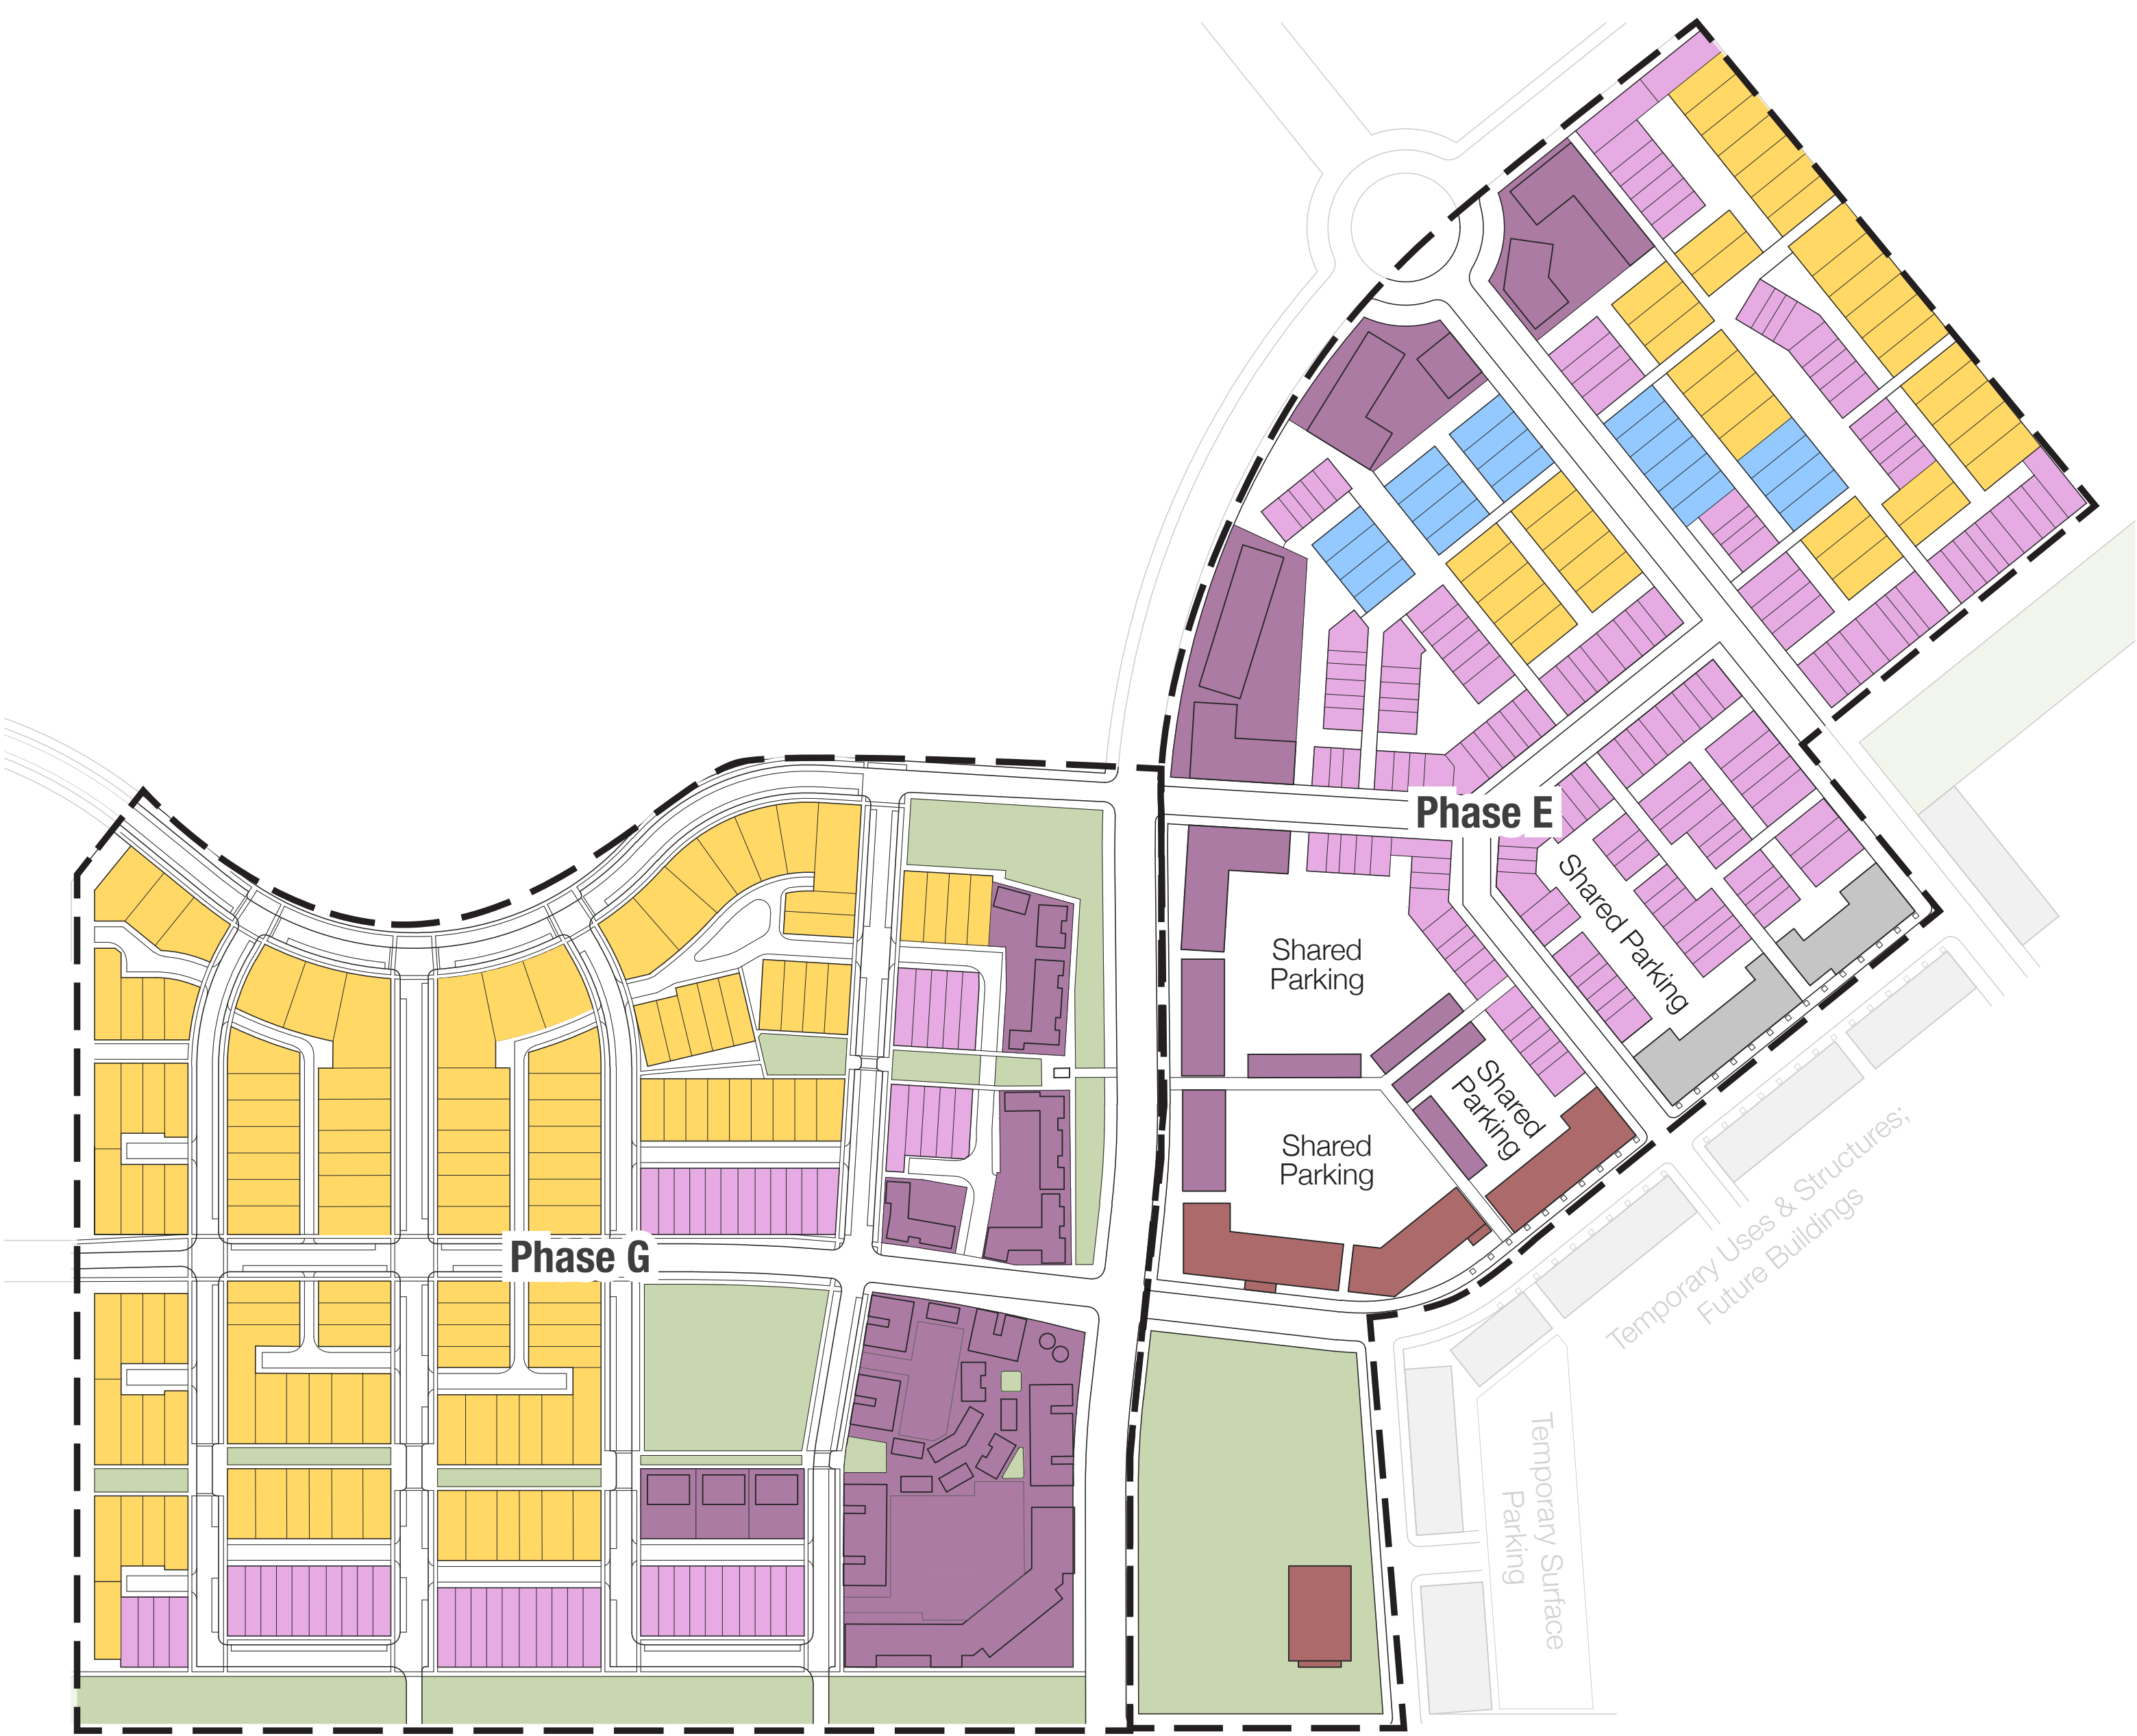 Phase E
Shared Parking
Shared
Parking
Shared
Parking
Shared
Parking
Phase G
Temporary Uses & Structures;
Future Buildings
Temporary Surface
Parking